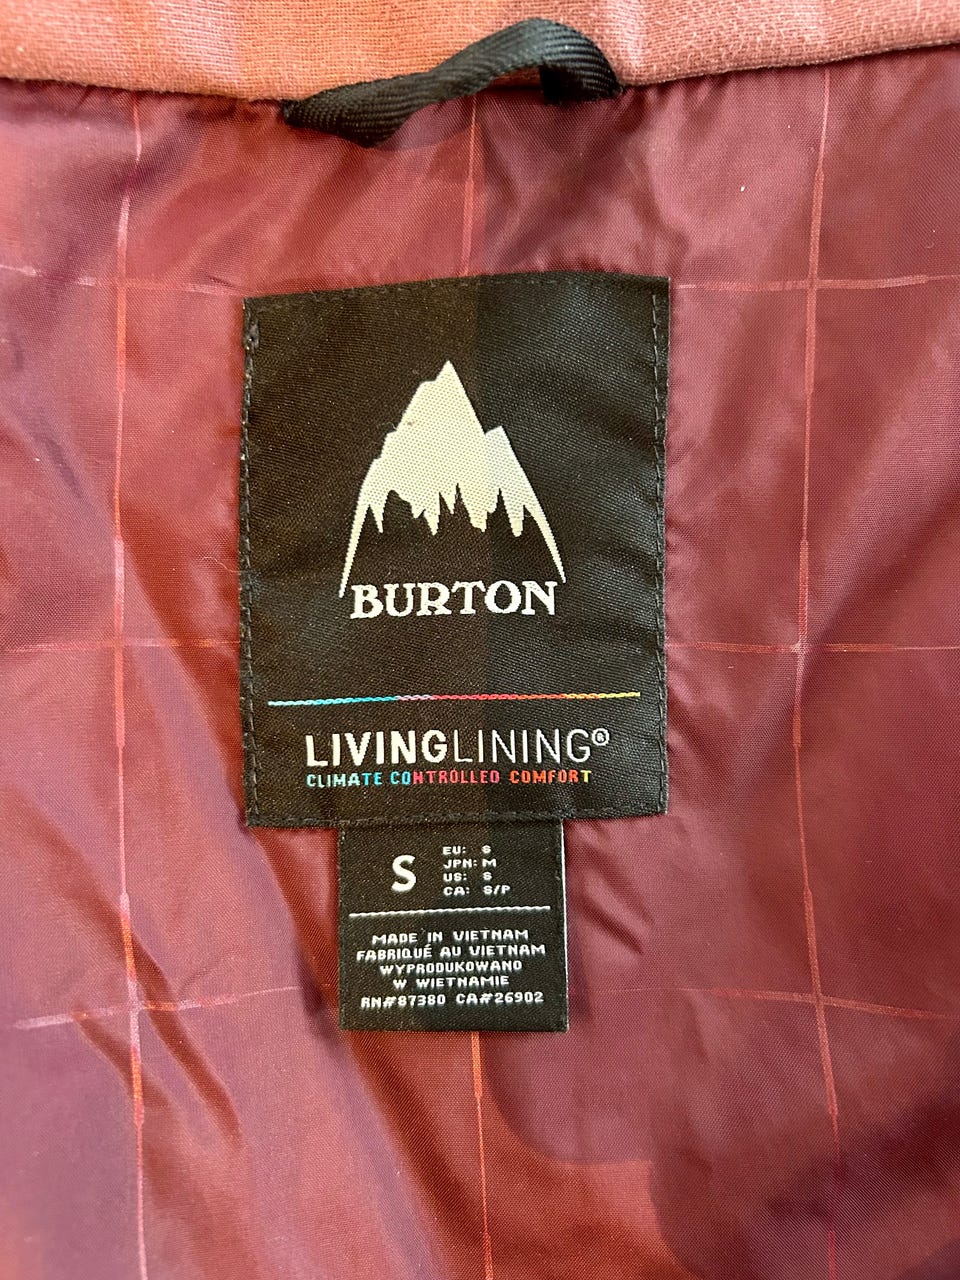 BURTON
LIVINGLINING®
CLIMATE CONTROLLED COMFORT
S
EU: S
JPN: M
US: S
CA: S/P
MADE IN VIETNAM
FABRIQUÉ AU VIETNAM
WYPRODUKOWANO
W WIETNAMIE
RN#87380 CA#26902